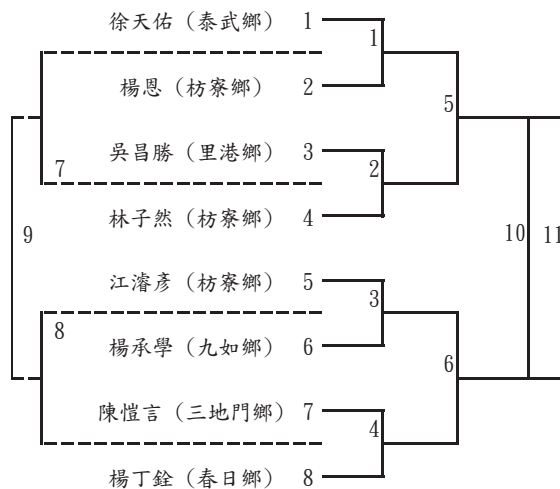 徐天佑 (泰武鄉) 1
1
楊恩 (枋寮鄉) 2
5
吳昌勝 (里港鄉) 3
7
2
林子然 (枋寮鄉) 4
9
10 11
江濬彥 (枋寮鄉) 5
3
8
楊承學 (九如鄉) 6
6
陳愷言 (三地門鄉) 7
4
楊丁銓 (春日鄉) 8